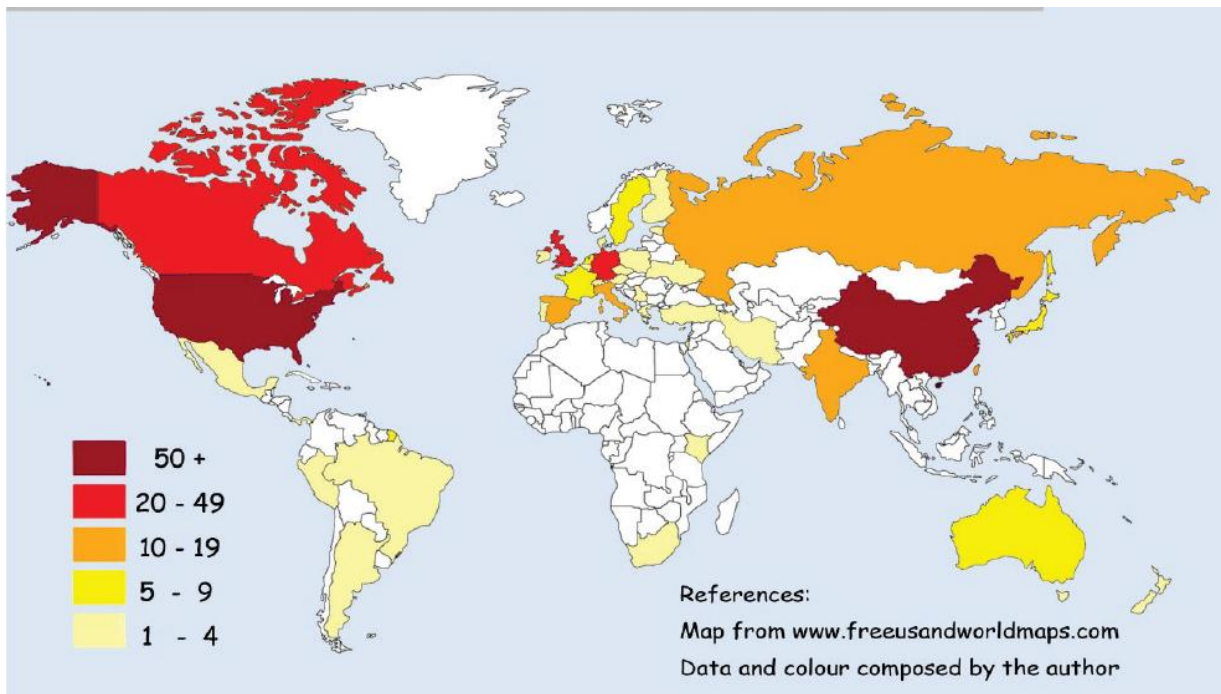 50 +
20 - 49
10 - 19
5 - 9
1 - 4
References:
Map from www.freeusandworldmaps.com
Data and colour composed by the author